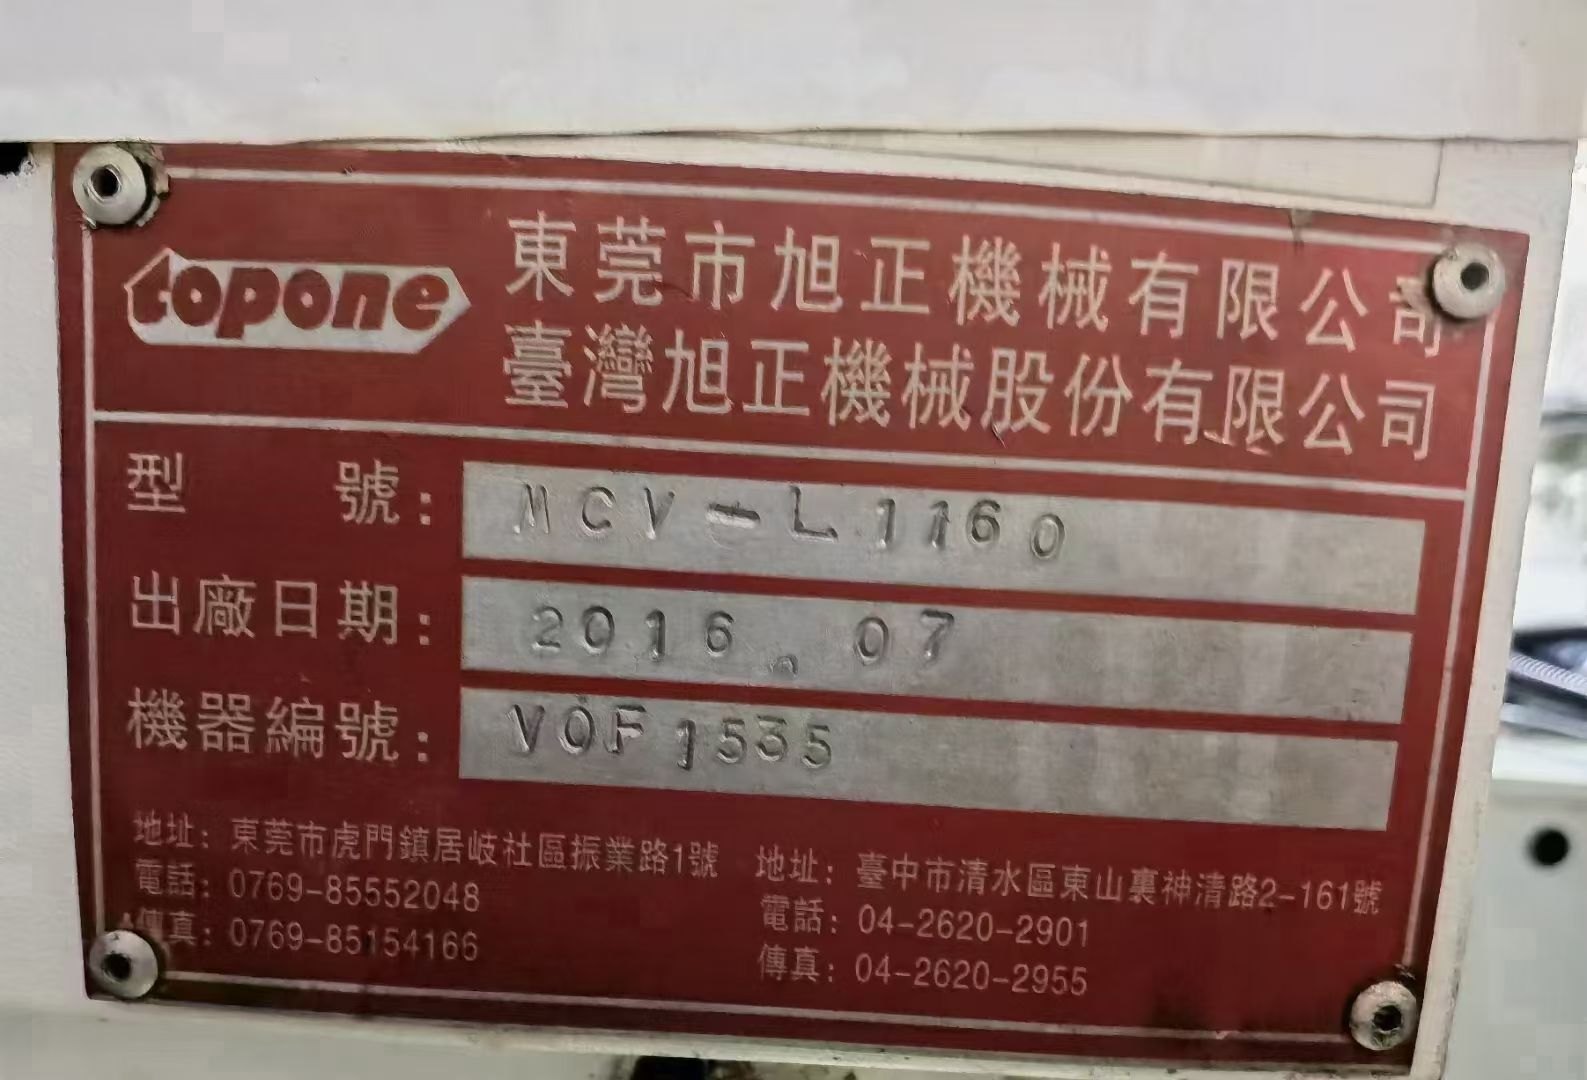 topone
東莞市旭正機械有限公司
臺灣旭正機械股份有限公司
型 號: MCV-L1160
出廠日期: 2016.07
機器編號: VOF1535
地址: 東莞市虎門鎮居岐社區振業路1號
電話: 0769-85552048
傳真: 0769-85154166
地址: 臺中市清水區東山裏神清路2-161號
電話: 04-2620-2901
傳真: 04-2620-2955